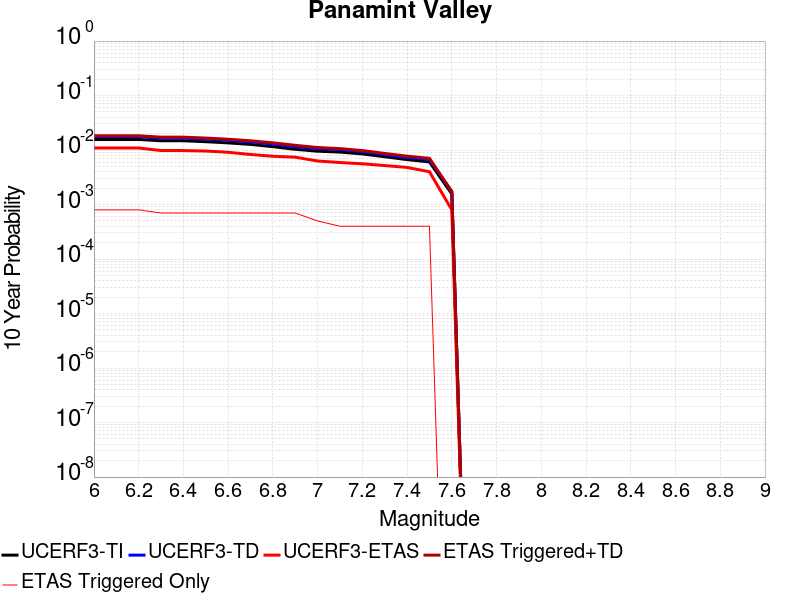 Panamint Valley
10 0
10 -1
10 -2
10 -3
10 -4
10 -5
10 -6
10 -7
10 -8
10 Year Probability
6 6.2 6.4 6.6 6.8 7 7.2 7.4 7.6 7.8 8 8.2 8.4 8.6 8.8 9
Magnitude
UCERF3-TI UCERF3-TD UCERF3-ETAS ETAS Triggered+TD
ETAS Triggered Only